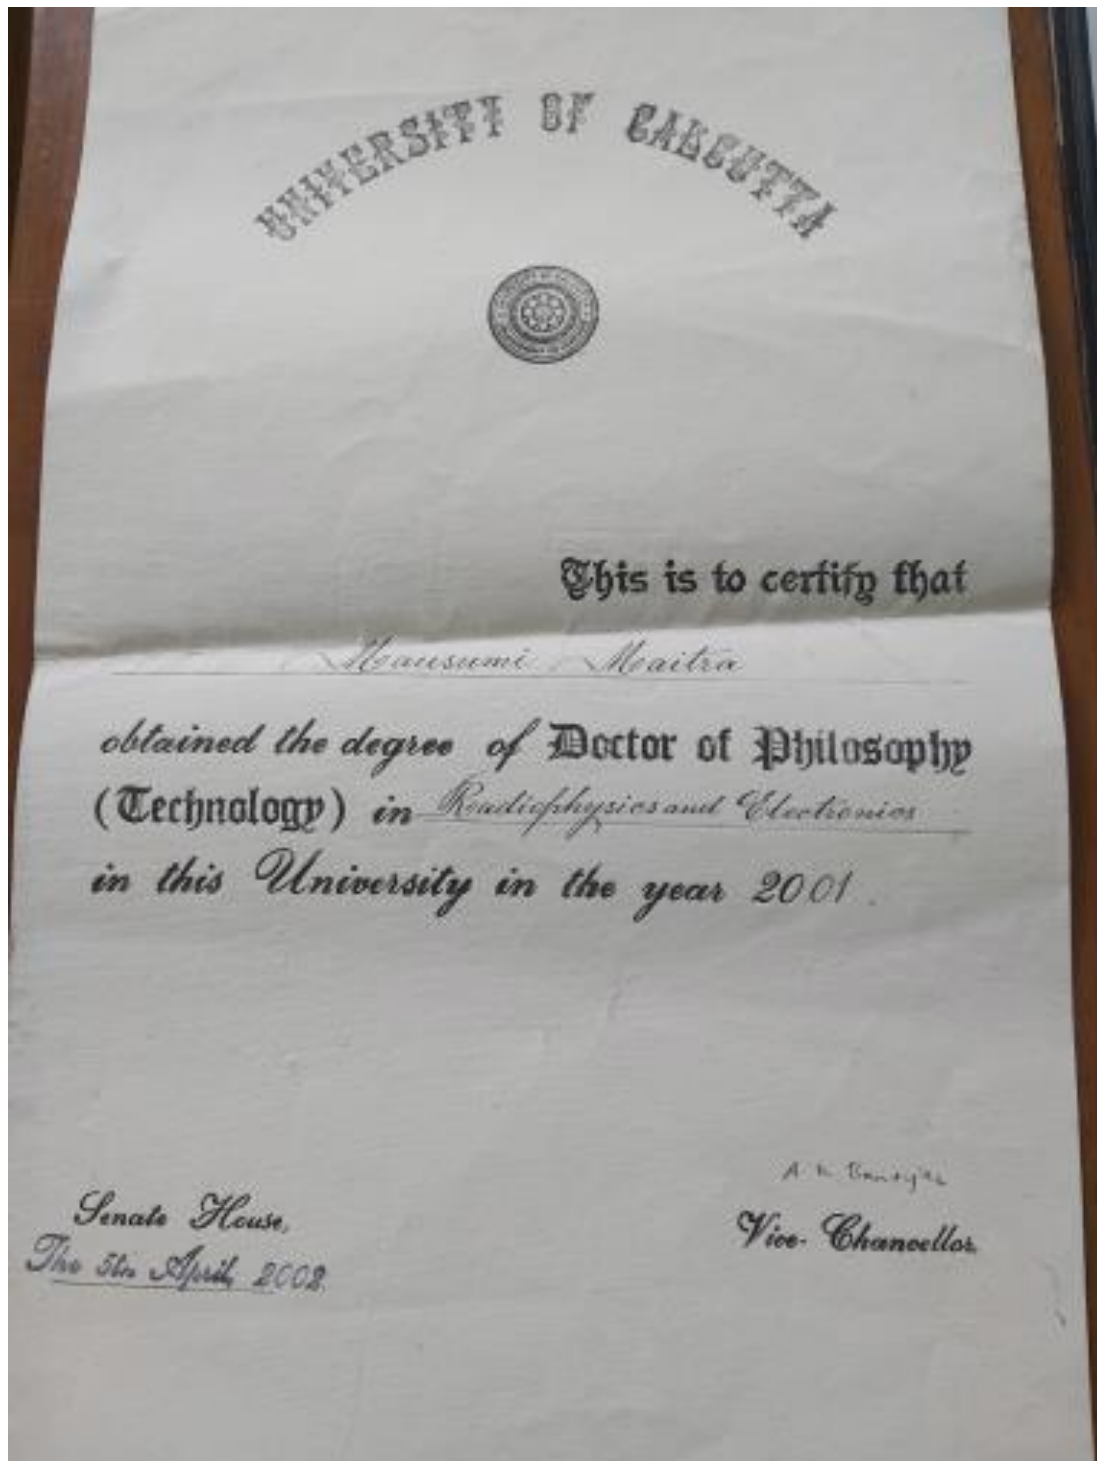 UNIVERSITY OF CALCUTTA
This is to certify that
Mausumi Maitra
obtained the degree of Doctor of Philosophy
(Technology) in Radiophysics and Electronics
in this University in the year 2001.
A K Banerjee
Vice-Chancellor.
Senate House,
The 5th April, 2002.